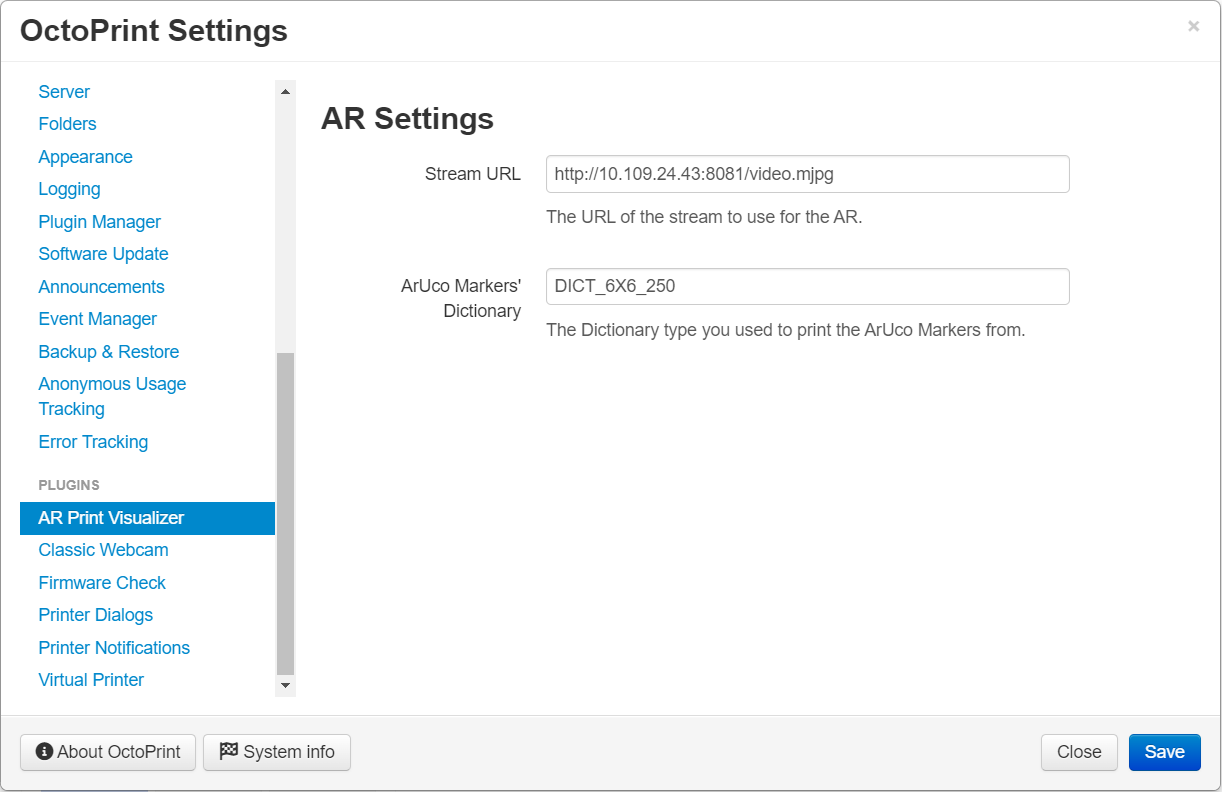 OctoPrint Settings
×
Server
Folders
Appearance
Logging
Plugin Manager
Software Update
Announcements
Event Manager
Backup & Restore
Anonymous Usage
Tracking
Error Tracking
PLUGINS
AR Print Visualizer
Classic Webcam
Firmware Check
Printer Dialogs
Printer Notifications
Virtual Printer
AR Settings
Stream URL
http://10.109.24.43:8081/video.mjpg
The URL of the stream to use for the AR.
ArUco Markers'
Dictionary
DICT_6X6_250
The Dictionary type you used to print the ArUco Markers from.
About OctoPrint
System info
Close
Save